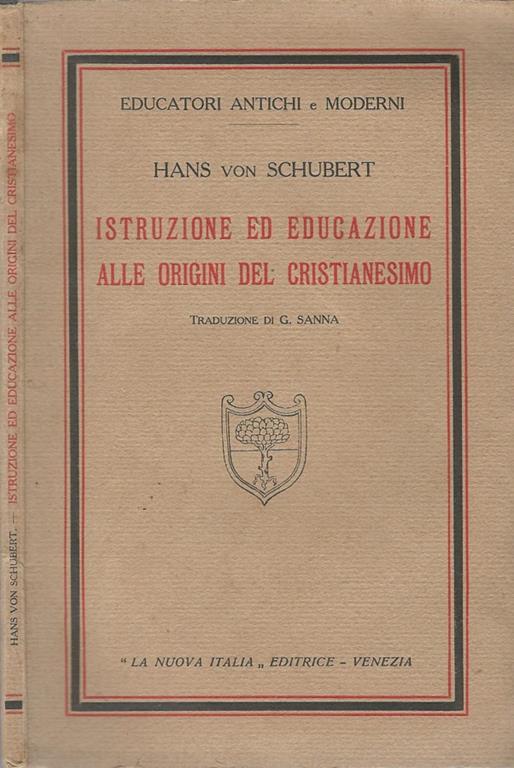 EDUCATORI ANTICHI e MODERNI
HANS VON SCHUBERT
ISTRUZIONE ED EDUCAZIONE
ALLE ORIGINI DEL CRISTIANESIMO
TRADUZIONE DI G. SANNA
" LA NUOVA ITALIA „ EDITRICE - VENEZIA
HANS VON SCHUBERT. — ISTRUZIONE ED EDUCAZIONE ALLE ORIGINI DEL CRISTIANESIMO